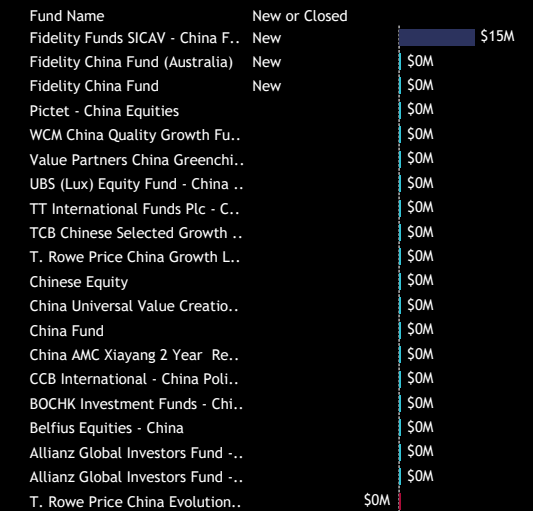 Fund Name New or Closed
Fidelity Funds SICAV - China F.. New $15M
Fidelity China Fund (Australia) New $0M
Fidelity China Fund New $0M
Pictet - China Equities $0M
WCM China Quality Growth Fu.. $0M
Value Partners China Greenchi.. $0M
UBS (Lux) Equity Fund - China .. $0M
TT International Funds Plc - C.. $0M
TCB Chinese Selected Growth .. $0M
T. Rowe Price China Growth L.. $0M
Chinese Equity $0M
China Universal Value Creatio.. $0M
China Fund $0M
China AMC Xiayang 2 Year  Re.. $0M
CCB International - China Poli.. $0M
BOCHK Investment Funds - Chi.. $0M
Belfius Equities - China $0M
Allianz Global Investors Fund -.. $0M
Allianz Global Investors Fund -.. $0M
T. Rowe Price China Evolution.. $0M